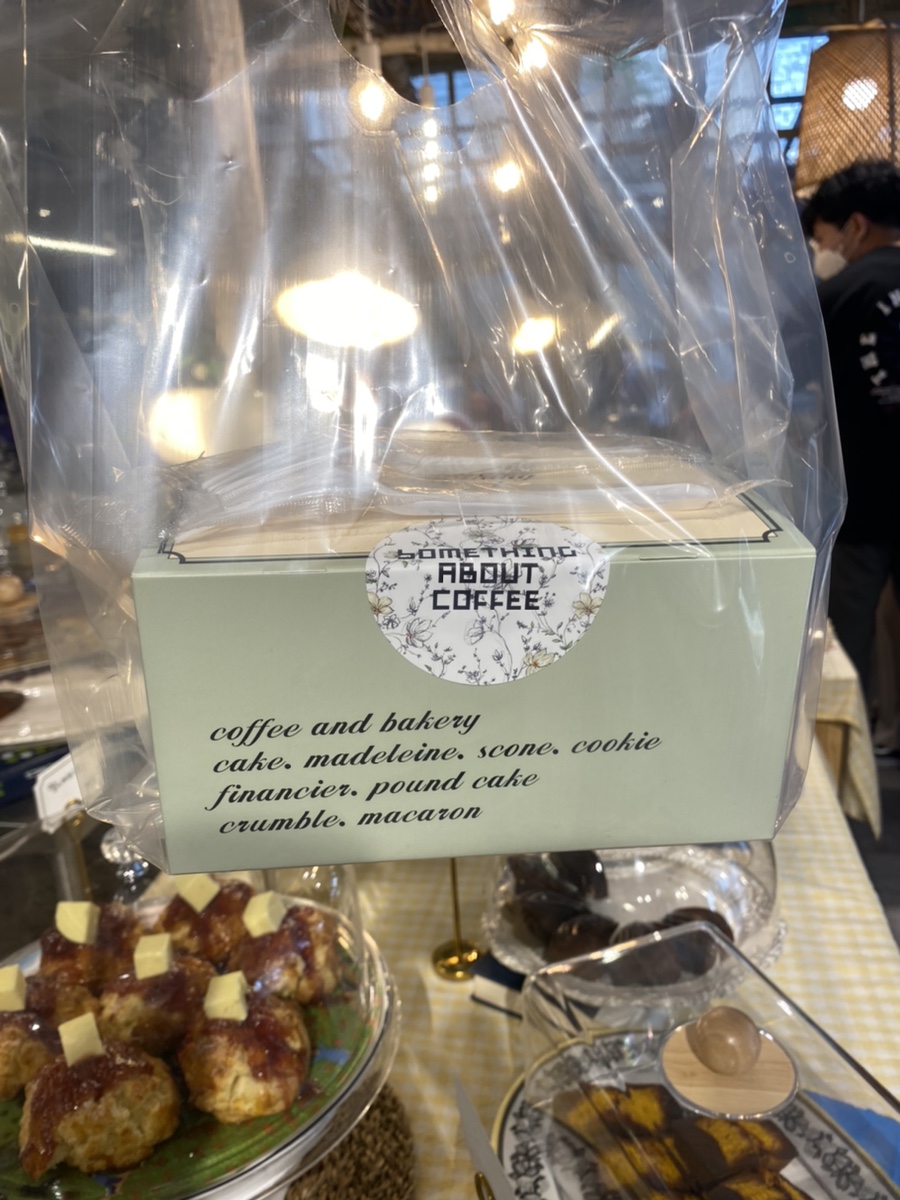 SOMETHING
ABOUT
COFFEE
coffee and bakery
cake. madeleine. scone. cookie
financier. pound cake
crumble. macaron